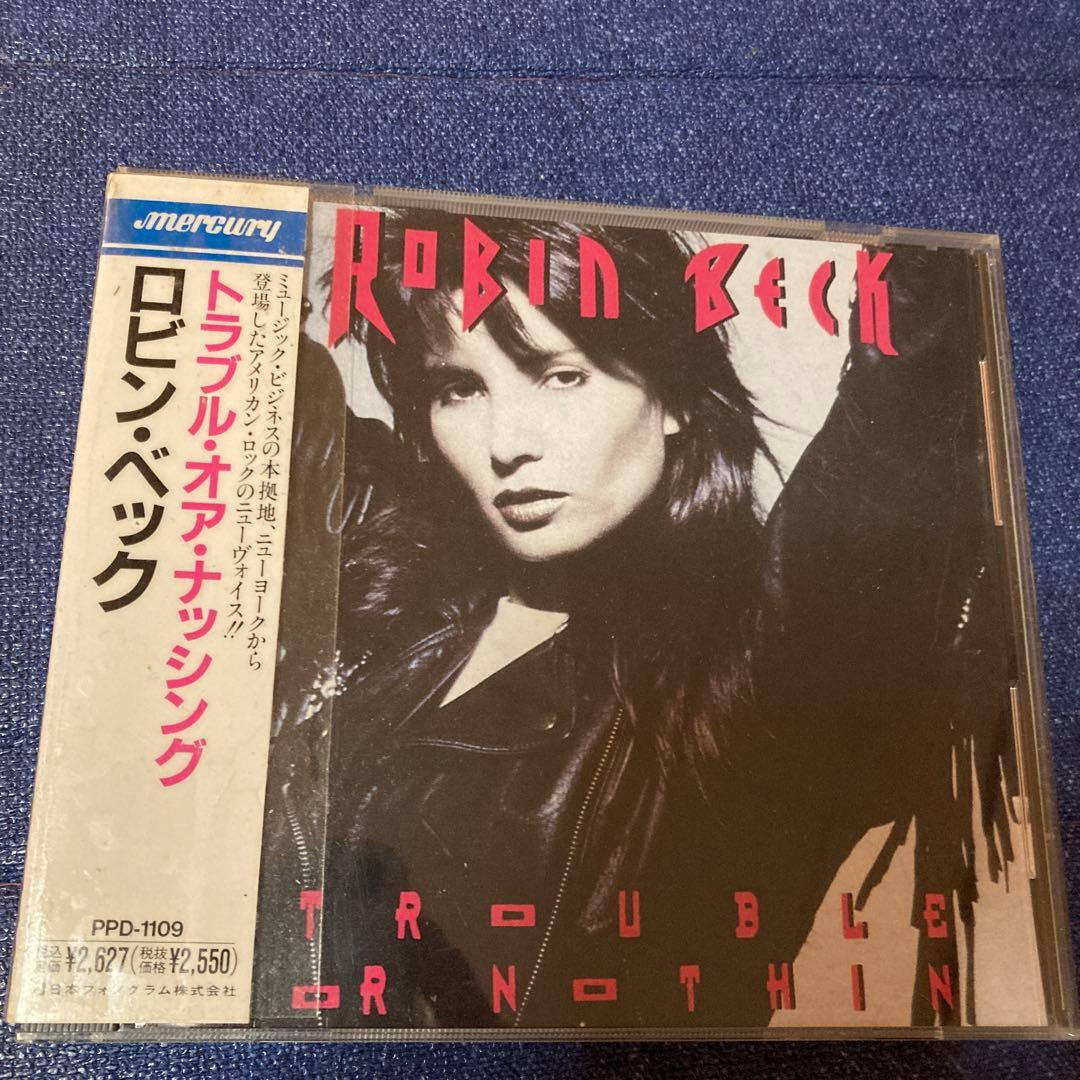 mercury
ROBIN BECK
ミュージック・ビジネスの本拠地、ニューヨークから
登場したアメリカン・ロックのニューヴォイス!!
トラブル・オア・ナッシング
ロビン・ベック
PPD-1109
税込定価¥2,627(税抜価格¥2,550)
日本フォノグラム株式会社
TROUBLE
OR NOTHIN